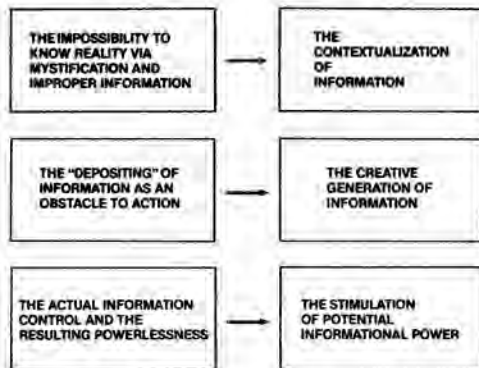 THE IMPOSSIBILITY TO
KNOW REALITY VIA
MYSTIFICATION AND
IMPROPER INFORMATION
THE
CONTEXTUALIZATION
OF
INFORMATION
THE "DEPOSITING" OF
INFORMATION AS AN
OBSTACLE TO ACTION
THE CREATIVE
GENERATION OF
INFORMATION
THE ACTUAL INFORMATION
CONTROL AND THE
RESULTING POWERLESSNESS
THE STIMULATION
OF POTENTIAL
INFORMATIONAL POWER